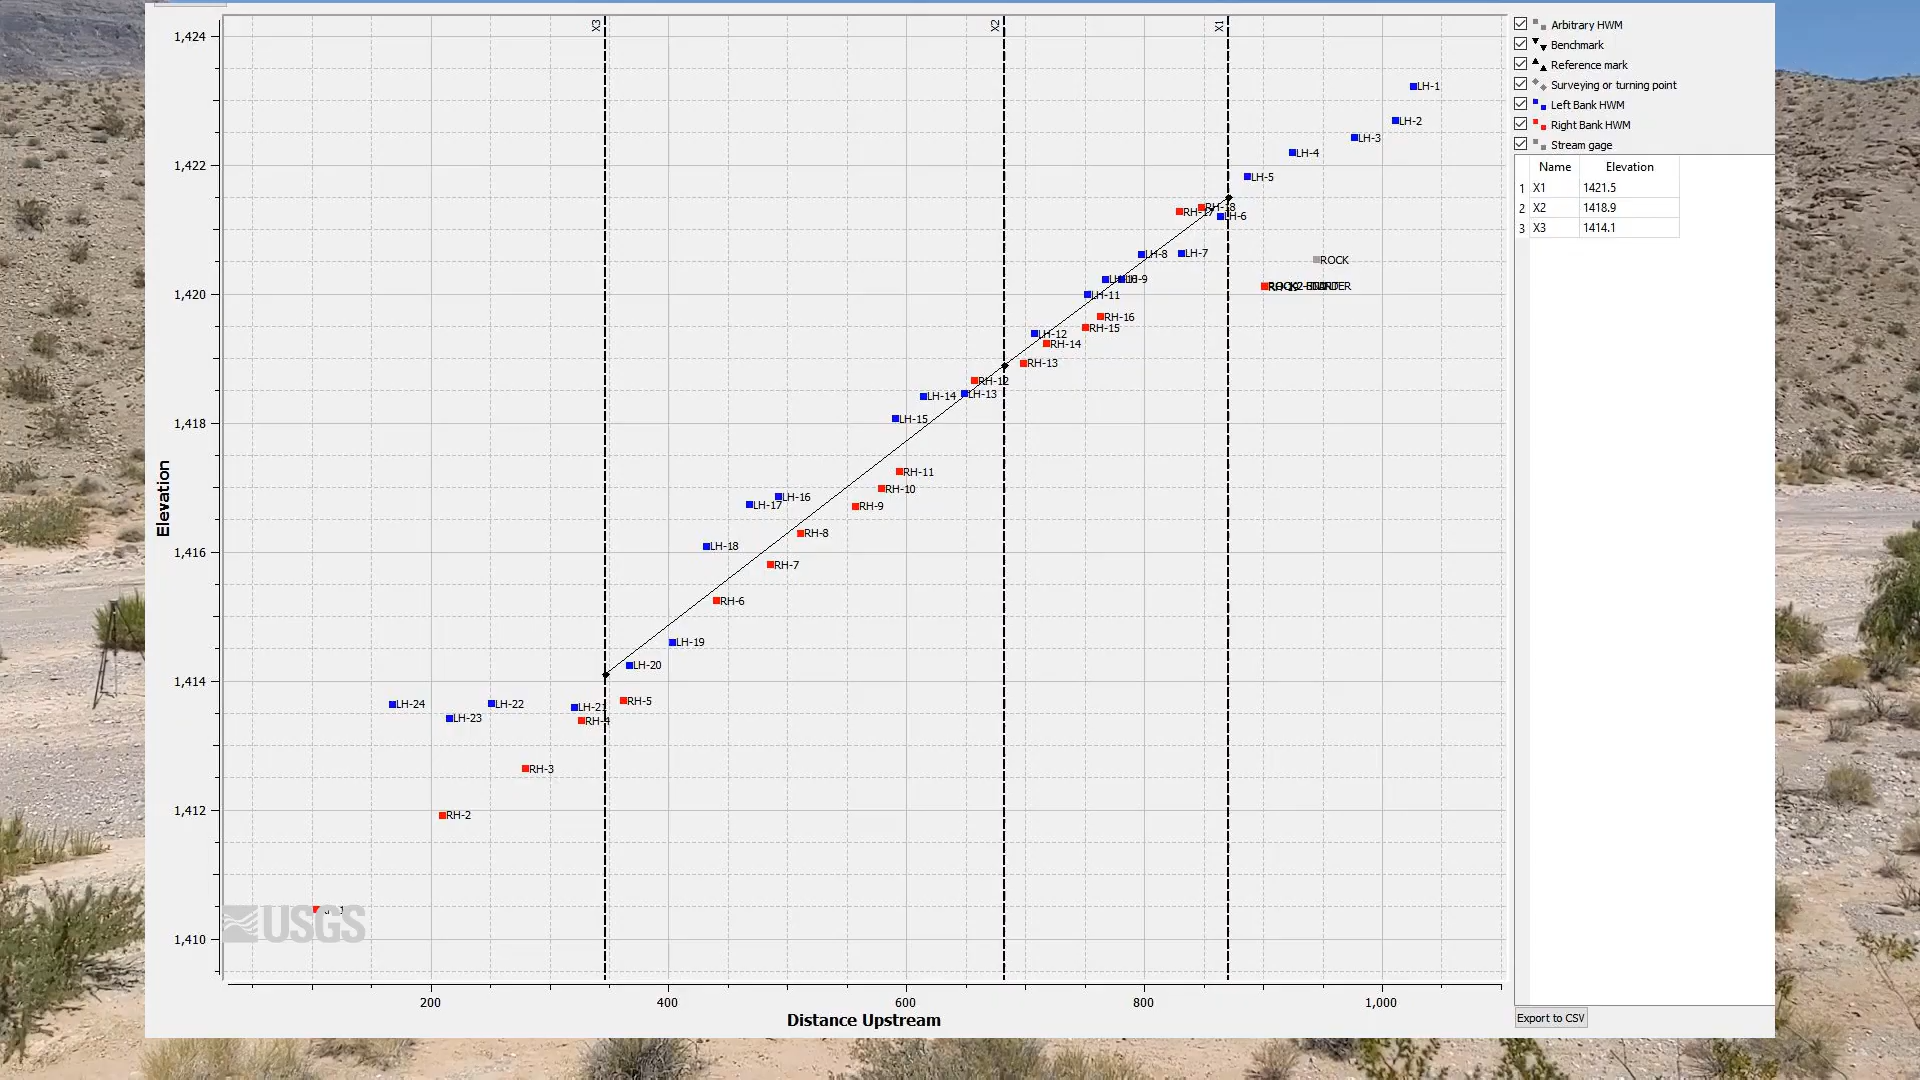 X3
X2
X1
1,424
1,422
1,420
1,418
1,416
1,414
1,412
1,410
Elevation
LH-1
LH-2
LH-3
LH-4
LH-5
RH-18
RH-17
LH-6
LH-8
LH-7
ROCK
LH-9
LH-11
RH-16
RH-15
LH-12
RH-14
RH-13
RH-12
LH-13
LH-14
LH-15
RH-11
RH-10
LH-16
LH-17
RH-9
RH-8
LH-18
RH-7
RH-6
LH-19
LH-20
RH-5
LH-24
LH-22
LH-21
LH-23
RH-4
RH-3
RH-2
USGS
200
400
600
800
1,000
Distance Upstream
Arbitrary HWM
Benchmark
Reference mark
Surveying or turning point
Left Bank HWM
Right Bank HWM
Stream gage
Name Elevation
1 X1 1421.5
2 X2 1418.9
3 X3 1414.1
Export to CSV